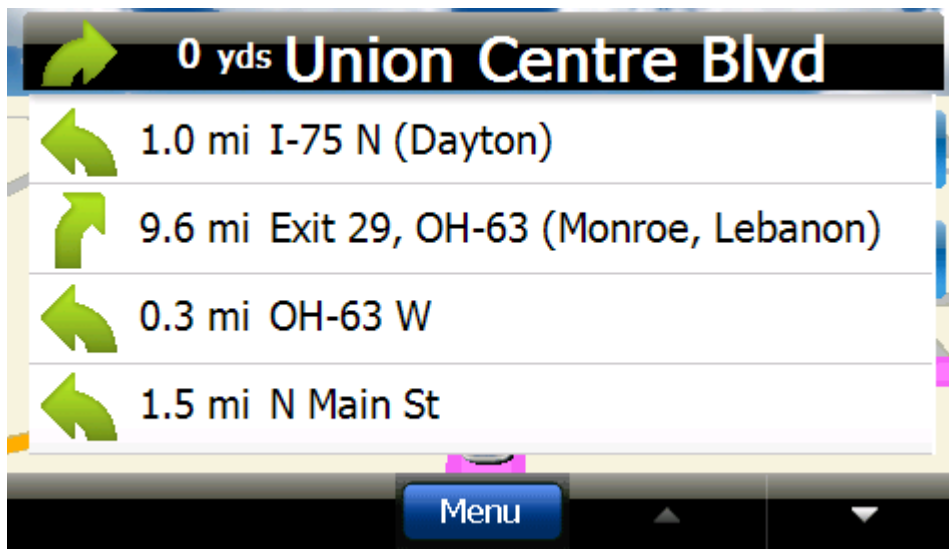 0 yds Union Centre Blvd
1.0 mi I-75 N (Dayton)
9.6 mi Exit 29, OH-63 (Monroe, Lebanon)
0.3 mi OH-63 W
1.5 mi N Main St
Menu